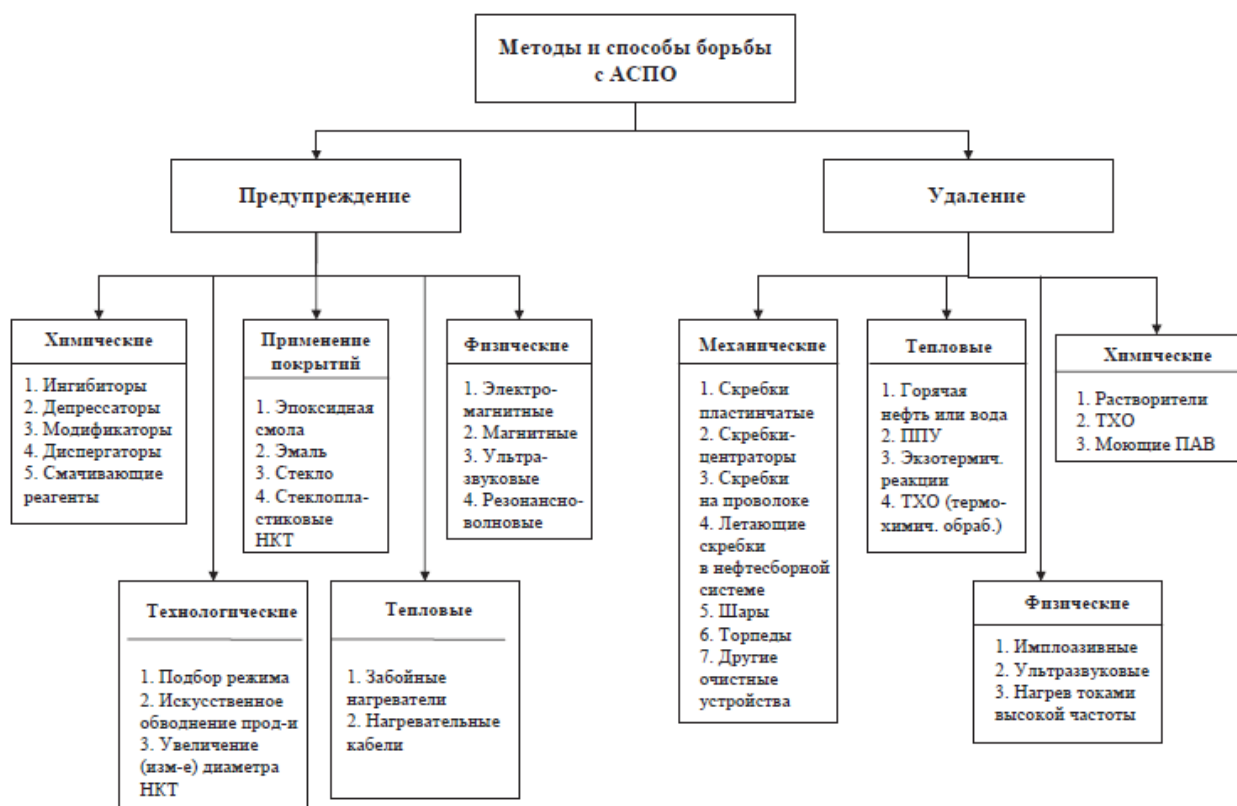 Методы и способы борьбы
с АСПО
Предупреждение
Удаление
Химические
1. Ингибиторы
2. Депрессаторы
3. Модификаторы
4. Диспергаторы
5. Смачивающие
реагенты
Применение
покрытий
1. Эпоксидная
смола
2. Эмаль
3. Стекло
4. Стеклопла-
стиковые
НКТ
Физические
1. Электро-
магнитные
2. Магнитные
3. Ультра-
звуковые
4. Резонансно-
волновые
Механические
1. Скребки
пластинчатые
2. Скребки-
центраторы
3. Скребки
на проволоке
4. Летающие
скребки
в нефтесборной
системе
5. Шары
6. Торпеды
7. Другие
очистные
устройства
Тепловые
1. Горячая
нефть или вода
2. ППУ
3. Экзотермич.
реакции
4. ТХО (термо-
химич. обраб.)
Химические
1. Растворители
2. ТХО
3. Моющие ПАВ
Технологические
1. Подбор режима
2. Искусственное
обводнение прод-и
3. Увеличение
(изм-е) диаметра
НКТ
Тепловые
1. Забойные
нагреватели
2. Нагревательные
кабели
Физические
1. Имплоазивные
2. Ультразвуковые
3. Нагрев токами
высокой частоты